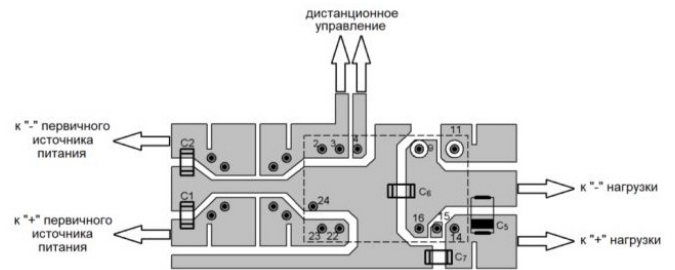 дистанционое
управление
к "-" первичного
источника
питания
C2
2 3 4
9
11
C1
24
C6
к "-" нагрузки
к "+" первичного
источника
питания
23 22
16
15
14
C5
к "+" нагрузки
C7